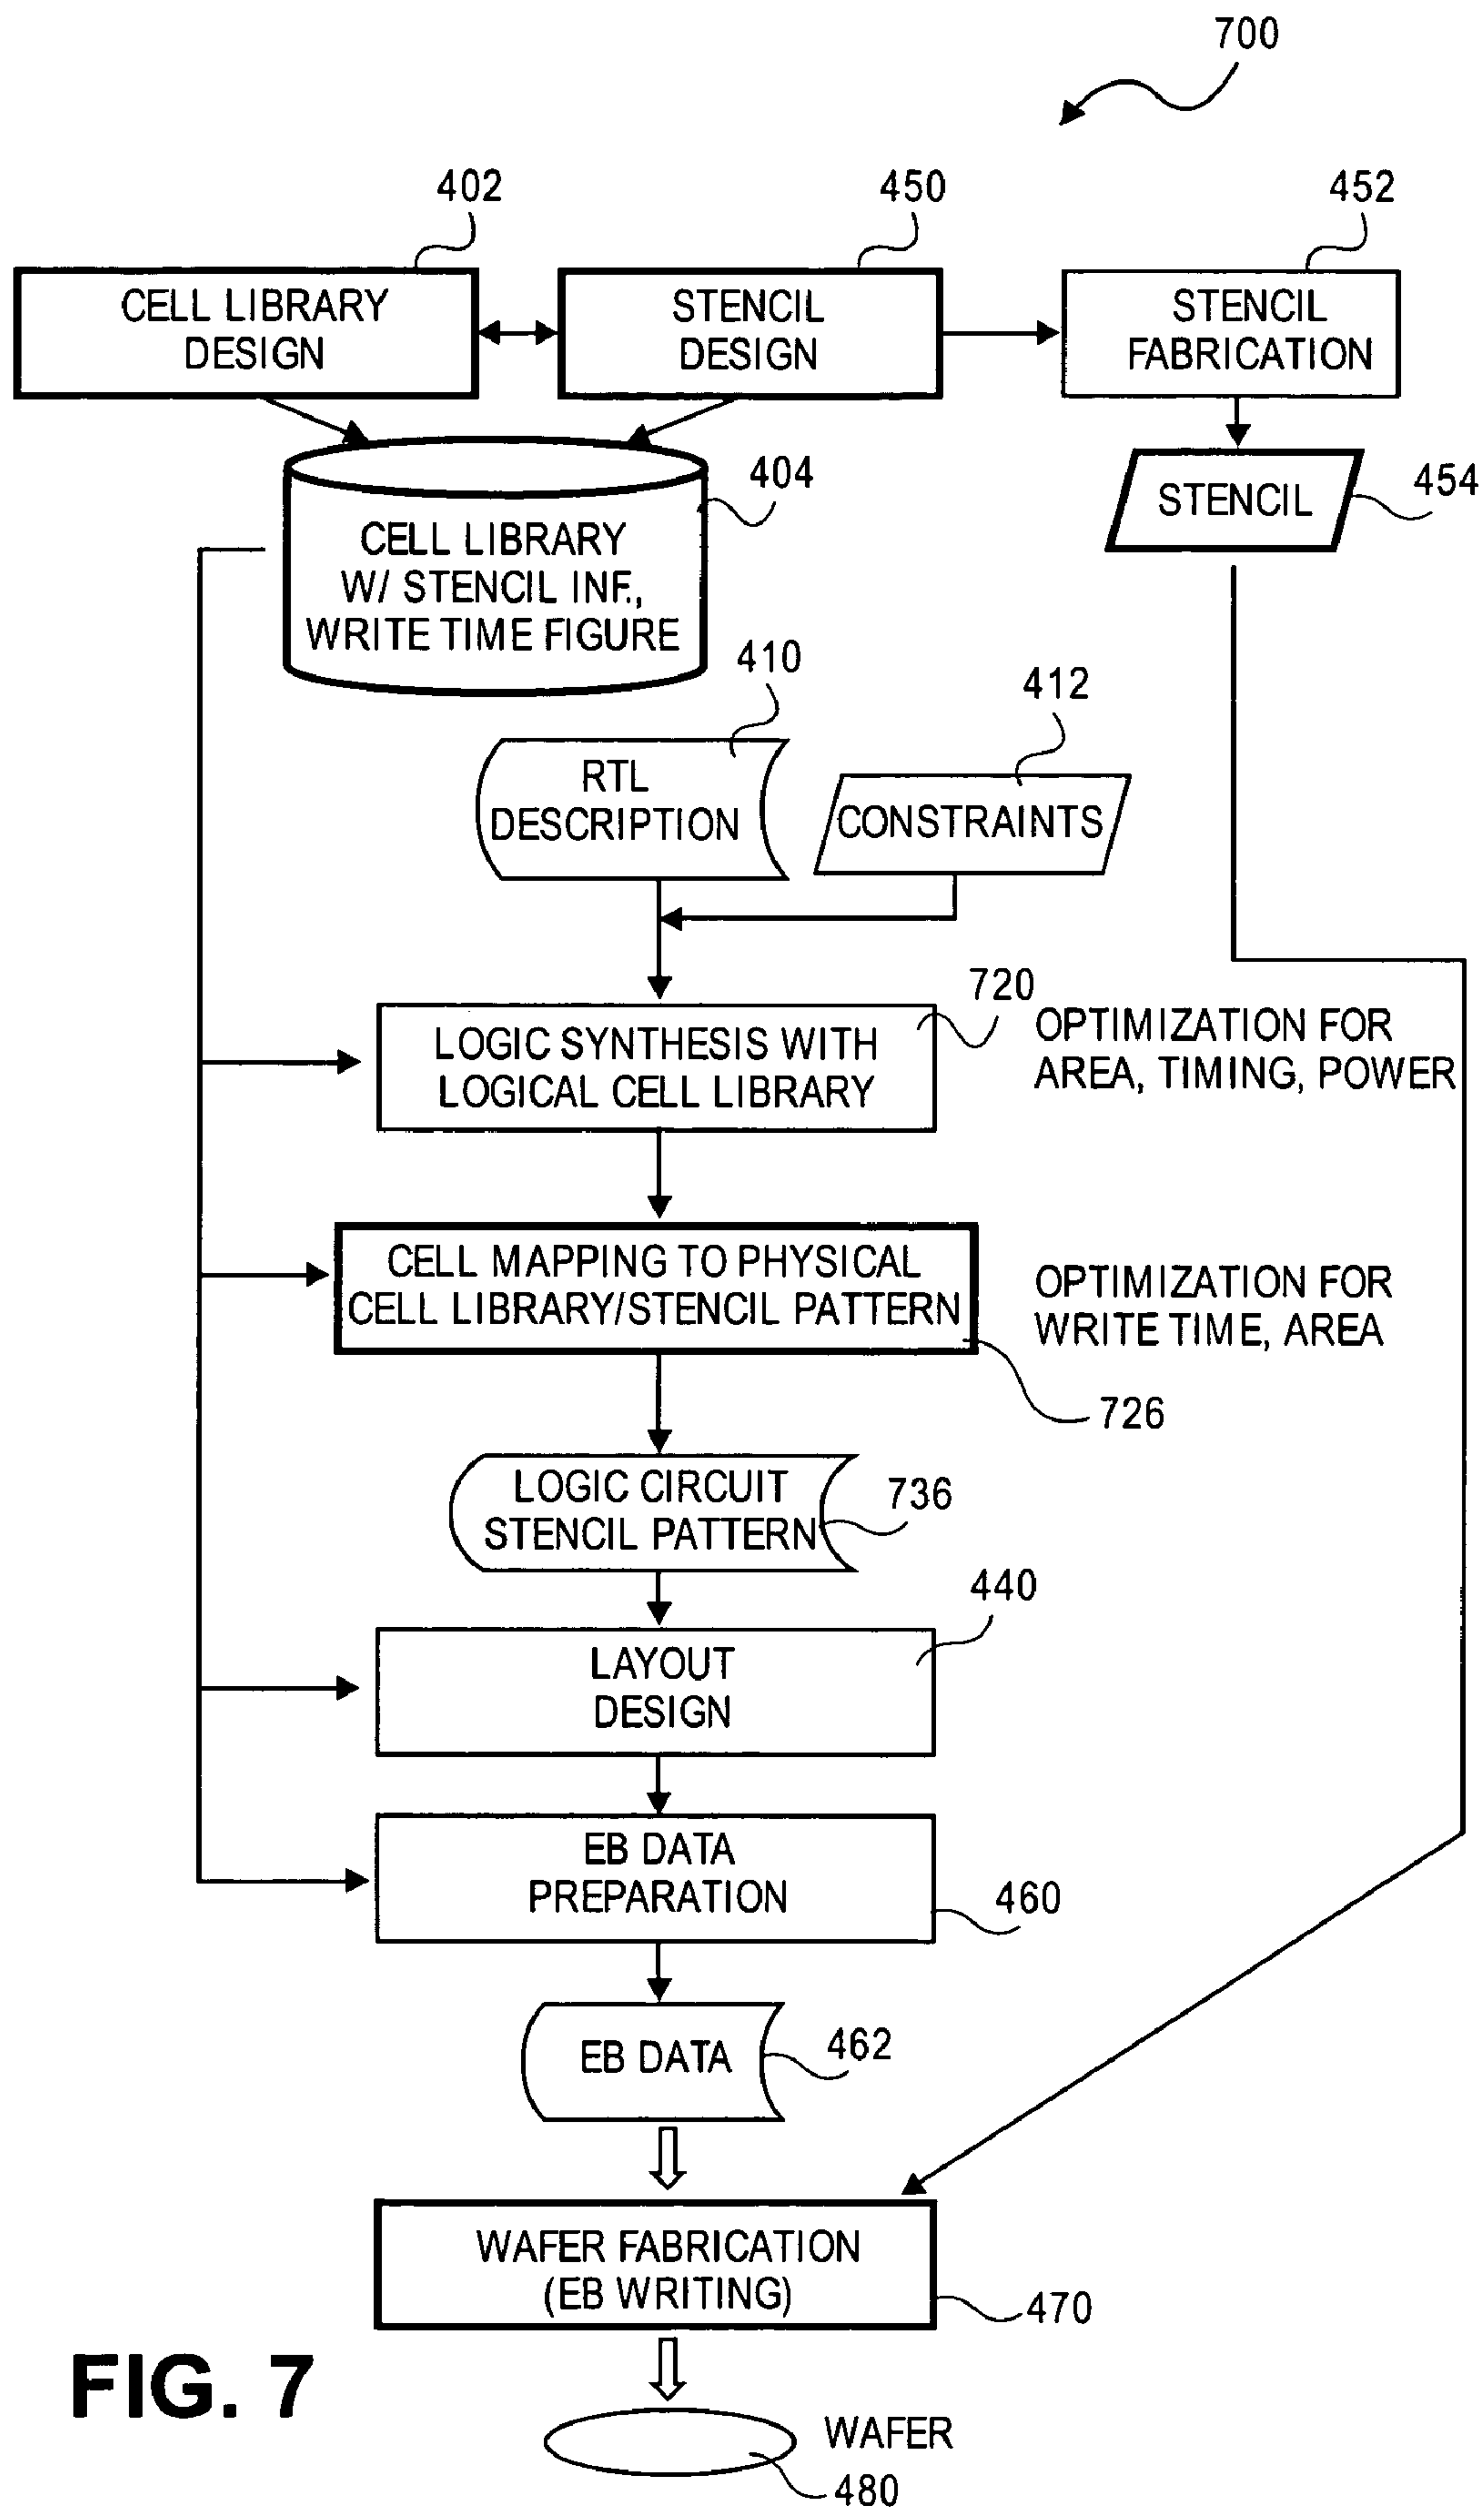 700
402
450
452
CELL LIBRARY
DESIGN
STENCIL
DESIGN
STENCIL
FABRICATION
404
STENCIL
454
CELL LIBRARY
W/ STENCIL INF.,
WRITE TIME FIGURE
410
412
RTL
DESCRIPTION
CONSTRAINTS
720
LOGIC SYNTHESIS WITH
LOGICAL CELL LIBRARY
OPTIMIZATION FOR
AREA, TIMING, POWER
CELL MAPPING TO PHYSICAL
CELL LIBRARY/STENCIL PATTERN
OPTIMIZATION FOR
WRITE TIME, AREA
726
LOGIC CIRCUIT
STENCIL PATTERN
736
440
LAYOUT
DESIGN
EB DATA
PREPARATION
460
EB DATA
462
WAFER FABRICATION
(EB WRITING)
470
FIG. 7
WAFER
480